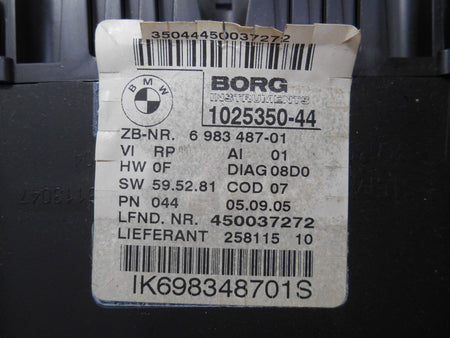 35044450037272
BMW
BORG
INSTRUMENTS
1025350-44
ZB-NR. 6 983 487-01
VI RP AI 01
HW 0F DIAG 08D0
SW 59.52.81 COD 07
PN 044 05.09.05
LFND. NR. 450037272
LIEFERANT 258115 10
IK698348701S